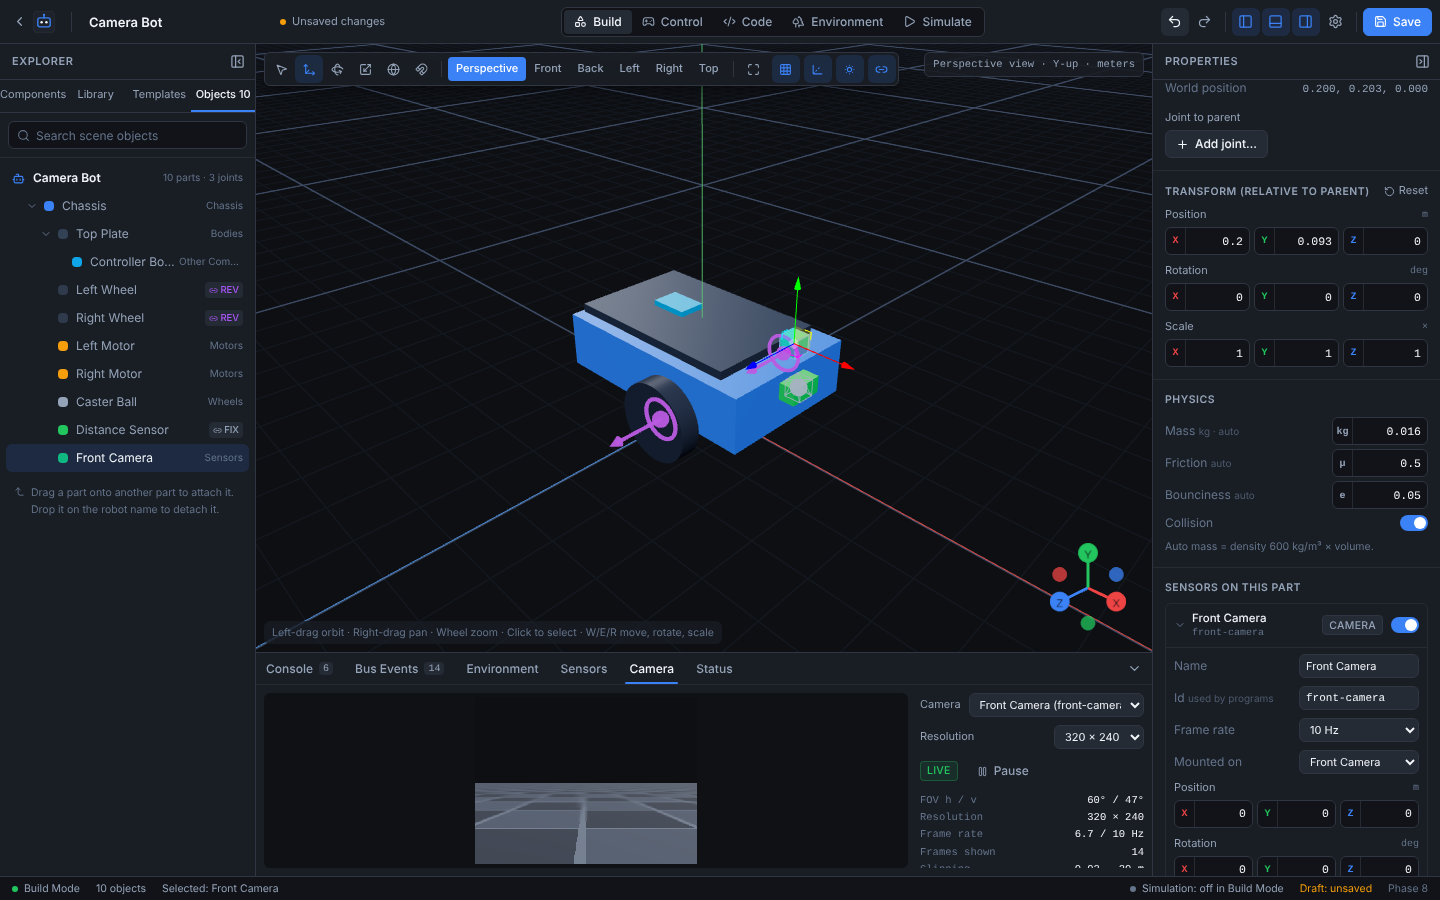 Camera Bot
Unsaved changes
Build
Control
Code
Environment
Simulate
Save
EXPLORER
Components Library Templates Objects 10
Search scene objects
Camera Bot 10 parts · 3 joints
Chassis Chassis
Top Plate Bodies
Controller Bo... Other Com...
Left Wheel REV
Right Wheel REV
Left Motor Motors
Right Motor Motors
Caster Ball Wheels
Distance Sensor FIX
Front Camera Sensors
Drag a part onto another part to attach it.
Drop it on the robot name to detach it.
Perspective Front Back Left Right Top
Perspective view · Y-up · meters
Y
Z
X
Left-drag orbit · Right-drag pan · Wheel zoom · Click to select · W/E/R move, rotate, scale
Console 6 Bus Events 14 Environment Sensors Camera Status
Camera Front Camera (front-camera
Resolution 320 × 240
LIVE Pause
FOV h / v 60° / 47°
Resolution 320 × 240
Frame rate 6.7 / 10 Hz
Frames shown 14
PROPERTIES
World position 0.200, 0.203, 0.000
Joint to parent
Add joint...
TRANSFORM (RELATIVE TO PARENT) Reset
Position m
X 0.2 Y 0.093 Z 0
Rotation deg
X 0 Y 0 Z 0
Scale ×
X 1 Y 1 Z 1
PHYSICS
Mass kg · auto kg 0.016
Friction auto μ 0.5
Bounciness auto e 0.05
Collision
Auto mass = density 600 kg/m³ × volume.
SENSORS ON THIS PART
Front Camera CAMERA
front-camera
Name Front Camera
Id used by programs front-camera
Frame rate 10 Hz
Mounted on Front Camera
Position m
X 0 Y 0 Z 0
Rotation deg
X 0 Y 0 Z 0
Build Mode 10 objects Selected: Front Camera
Simulation: off in Build Mode Draft: unsaved Phase 8